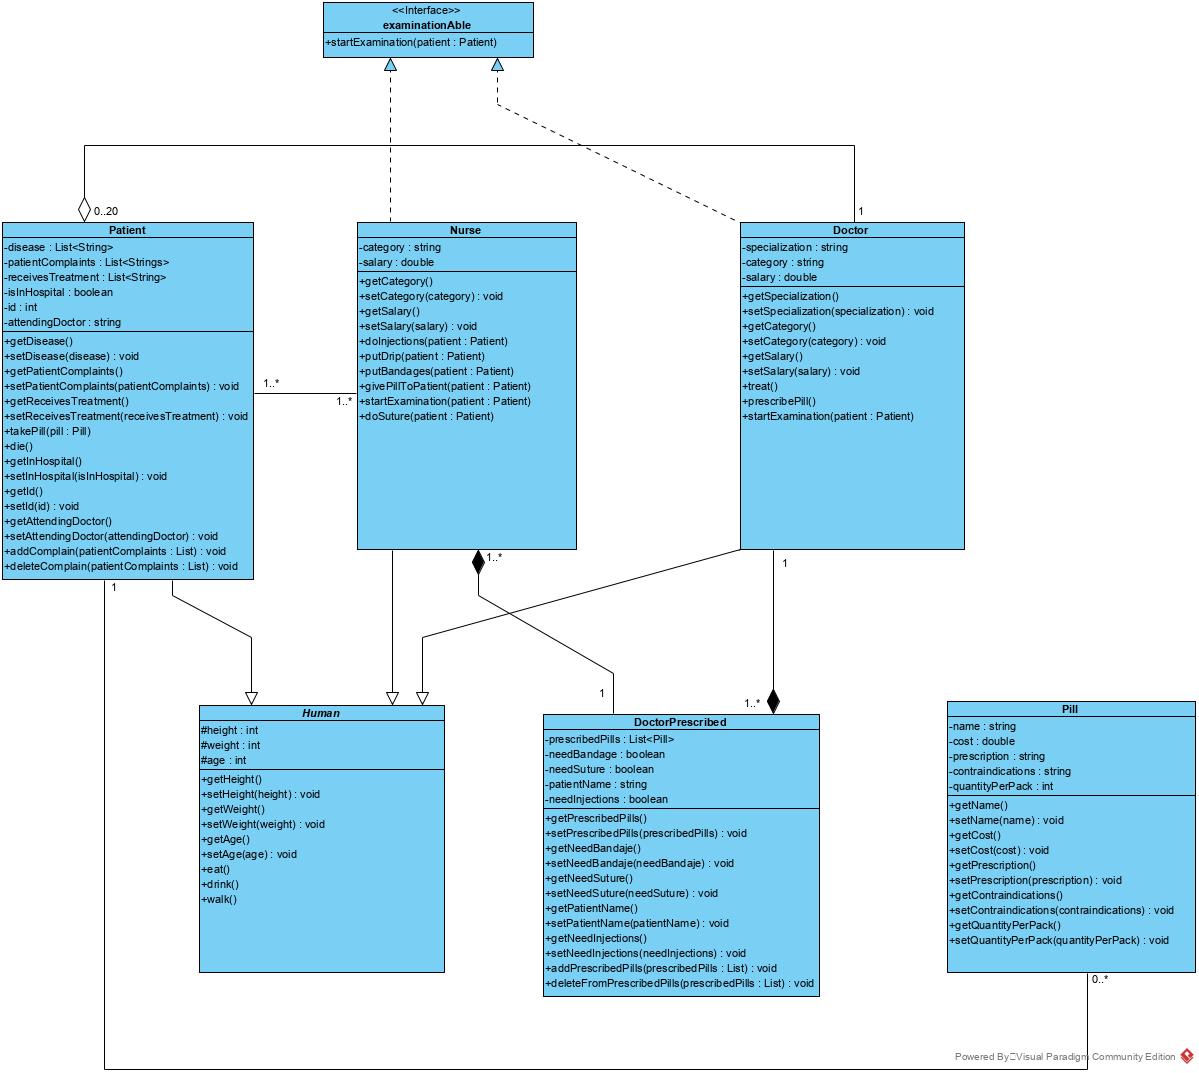 <<Interface>>
examinationAble
+startExamination(patient : Patient)
0..20
1
Patient
-disease : List<String>
-patientComplaints : List<Strings>
-receivesTreatment : List<String>
-isInHospital : boolean
-id : int
-attendingDoctor : string
+getDisease()
+setDisease(disease) : void
+getPatientComplaints()
+setPatientComplaints(patientComplaints) : void
+getReceivesTreatment()
+setReceivesTreatment(receivesTreatment) : void
+takePill(pill : Pill)
+die()
+getInHospital()
+setInHospital(isInHospital) : void
+getId()
+setId(id) : void
+getAttendingDoctor()
+setAttendingDoctor(attendingDoctor) : void
+addComplain(patientComplaints : List) : void
+deleteComplain(patientComplaints : List) : void
1..*
1..*
Nurse
-category : string
-salary : double
+getCategory()
+setCategory(category) : void
+getSalary()
+setSalary(salary) : void
+doInjections(patient : Patient)
+putDrip(patient : Patient)
+putBandages(patient : Patient)
+givePillToPatient(patient : Patient)
+startExamination(patient : Patient)
+doSuture(patient : Patient)
Doctor
-specialization : string
-category : string
-salary : double
+getSpecialization()
+setSpecialization(specialization) : void
+getCategory()
+setCategory(category) : void
+getSalary()
+setSalary(salary) : void
+treat()
+prescribePill()
+startExamination(patient : Patient)
1
1..*
1
1
1..*
Human
#height : int
#weight : int
#age : int
+getHeight()
+setHeight(height) : void
+getWeight()
+setWeight(weight) : void
+getAge()
+setAge(age) : void
+eat()
+drink()
+walk()
DoctorPrescribed
-prescribedPills : List<Pill>
-needBandage : boolean
-needSuture : boolean
-patientName : string
-needInjections : boolean
+getPrescribedPills()
+setPrescribedPills(prescribedPills) : void
+getNeedBandaje()
+setNeedBandaje(needBandaje) : void
+getNeedSuture()
+setNeedSuture(needSuture) : void
+getPatientName()
+setPatientName(patientName) : void
+getNeedInjections()
+setNeedInjections(needInjections) : void
+addPrescribedPills(prescribedPills : List) : void
+deleteFromPrescribedPills(prescribedPills : List) : void
Pill
-name : string
-cost : double
-prescription : string
-contraindications : string
-quantityPerPack : int
+getName()
+setName(name) : void
+getCost()
+setCost(cost) : void
+getPrescription()
+setPrescription(prescription) : void
+getContraindications()
+setContraindications(contraindications) : void
+getQuantityPerPack()
+setQuantityPerPack(quantityPerPack) : void
0..*
Powered By Visual Paradigm Community Edition